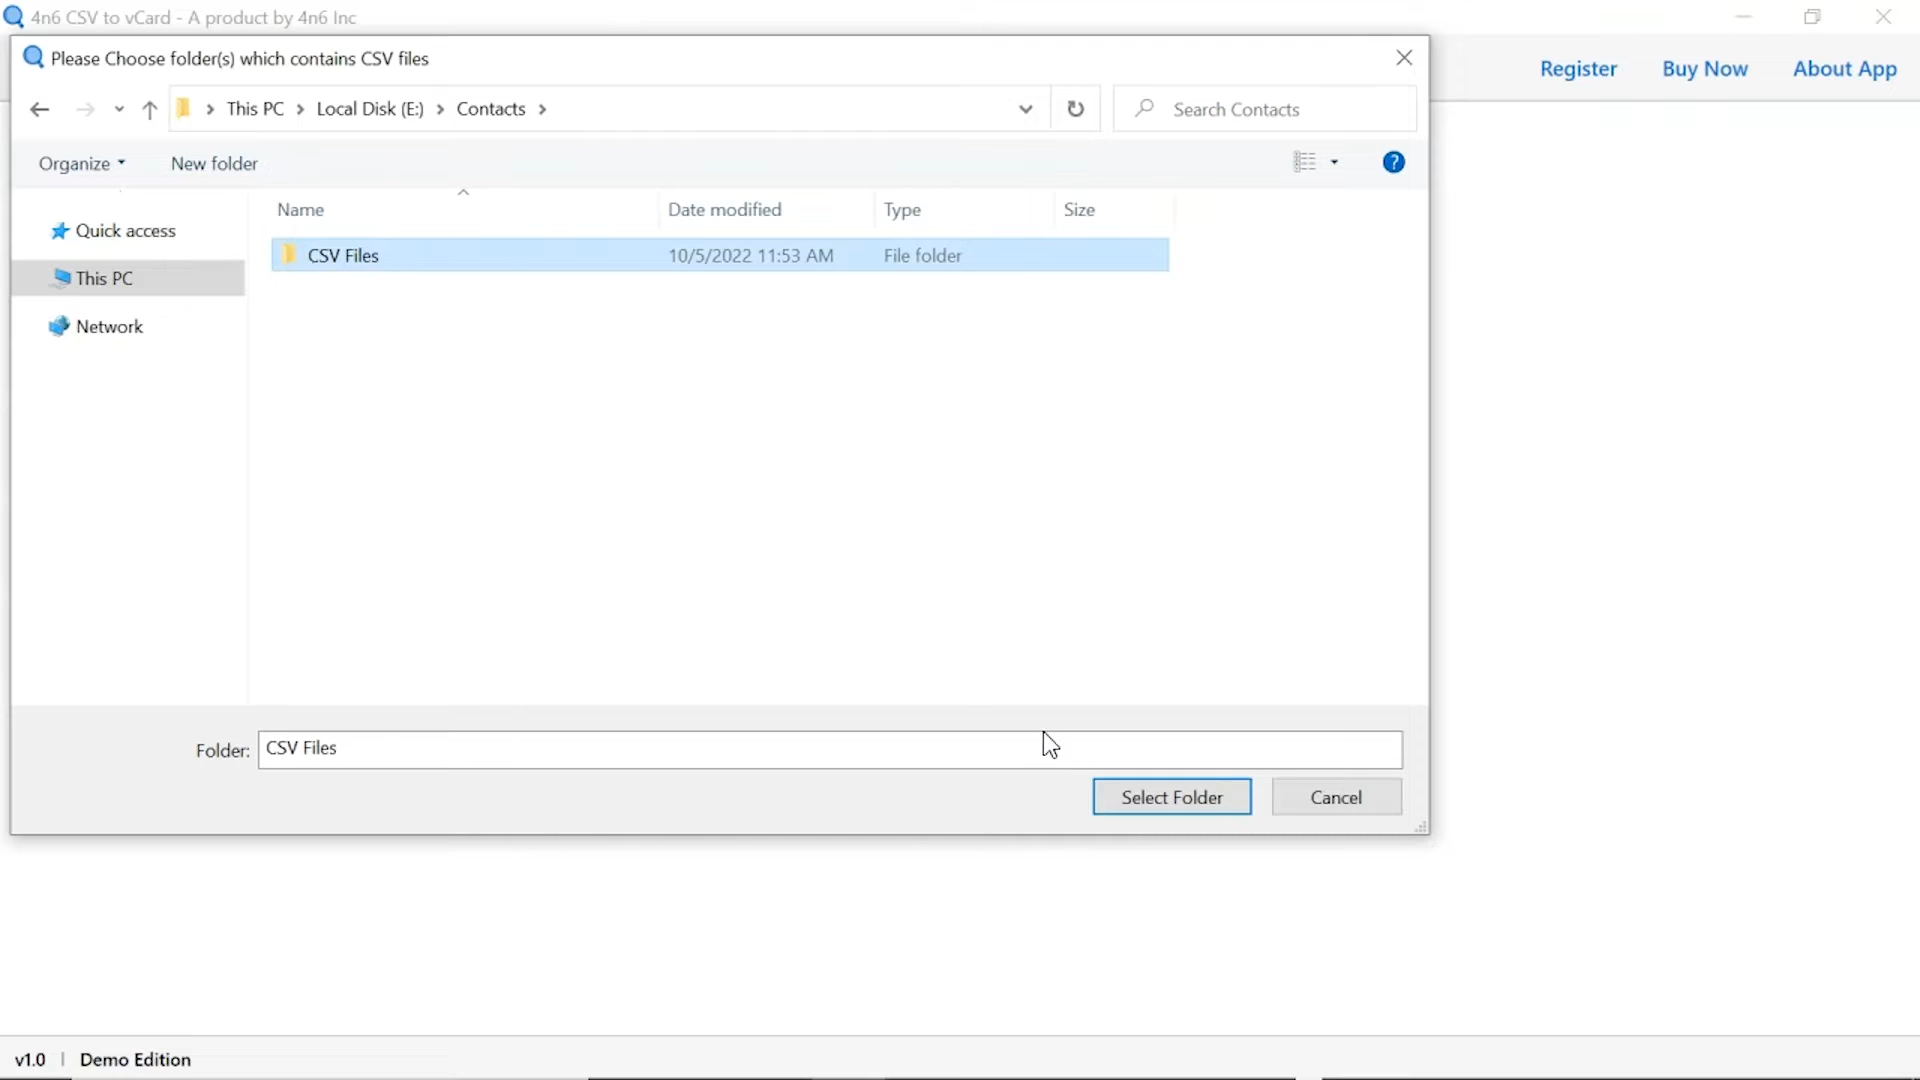 4n6 CSV to vCard - A product by 4n6 Inc
Please Choose folder(s) which contains CSV files
Register Buy Now About App
This PC Local Disk (E:) Contacts
Search Contacts
Organize New folder
?
Name Date modified Type Size
Quick access
CSV Files 10/5/2022 11:53 AM File folder
This PC
Network
Folder: CSV Files
Select Folder Cancel
v1.0 | Demo Edition